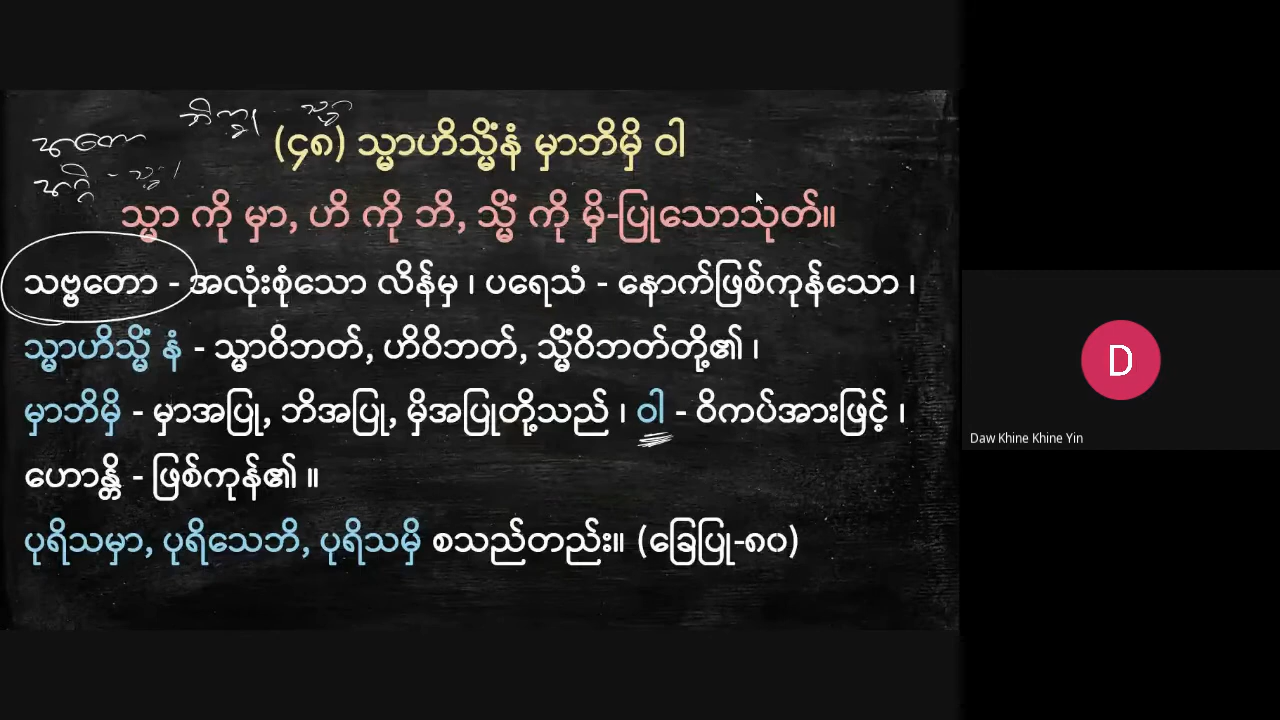 ဘိက္ခု - သ္မာ
(၄၈) သ္မာဟိသ္မိံနံ မှာဘိမှိ ဝါ
သ္မာ ကို မှာ, ဟိ ကို ဘိ, သ္မိံ ကို မှိ-ပြုသောသုတ်။
သဗ္ဗတော - အလုံးစုံသော လိန်မှ ၊ ပရေသံ - နောက်ဖြစ်ကုန်သော ၊
သ္မာဟိသ္မိံ နံ - သ္မာဝိဘတ်, ဟိဝိဘတ်, သ္မိံဝိဘတ်တို့၏ ၊
မှာဘိမှိ - မှာအပြု, ဘိအပြု, မှိအပြုတို့သည် ၊ ဝါ - ဝိကပ်အားဖြင့် ၊
ဟောန္တိ - ဖြစ်ကုန်၏ ။
ပုရိသမှာ, ပုရိသေဘိ, ပုရိသမှိ စသည်တည်း။ (ခြေပြု-၈၀)
D
Daw Khine Khine Yin